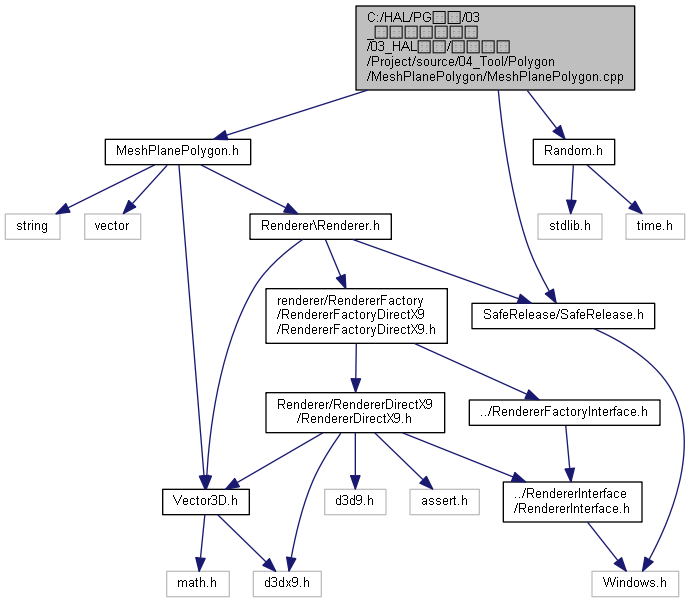 C:/HAL/PG□□/03
_□□□□□□□□
/03_HAL□□/□□□□
/Project/source/04_Tool/Polygon
/MeshPlanePolygon/MeshPlanePolygon.cpp
MeshPlanePolygon.h
Random.h
string
vector
Renderer\Renderer.h
stdlib.h
time.h
renderer/RendererFactory
/RendererFactoryDirectX9
/RendererFactoryDirectX9.h
SafeRelease/SafeRelease.h
Renderer/RendererDirectX9
/RendererDirectX9.h
../RendererFactoryInterface.h
Vector3D.h
d3d9.h
assert.h
../RendererInterface
/RendererInterface.h
math.h
d3dx9.h
Windows.h